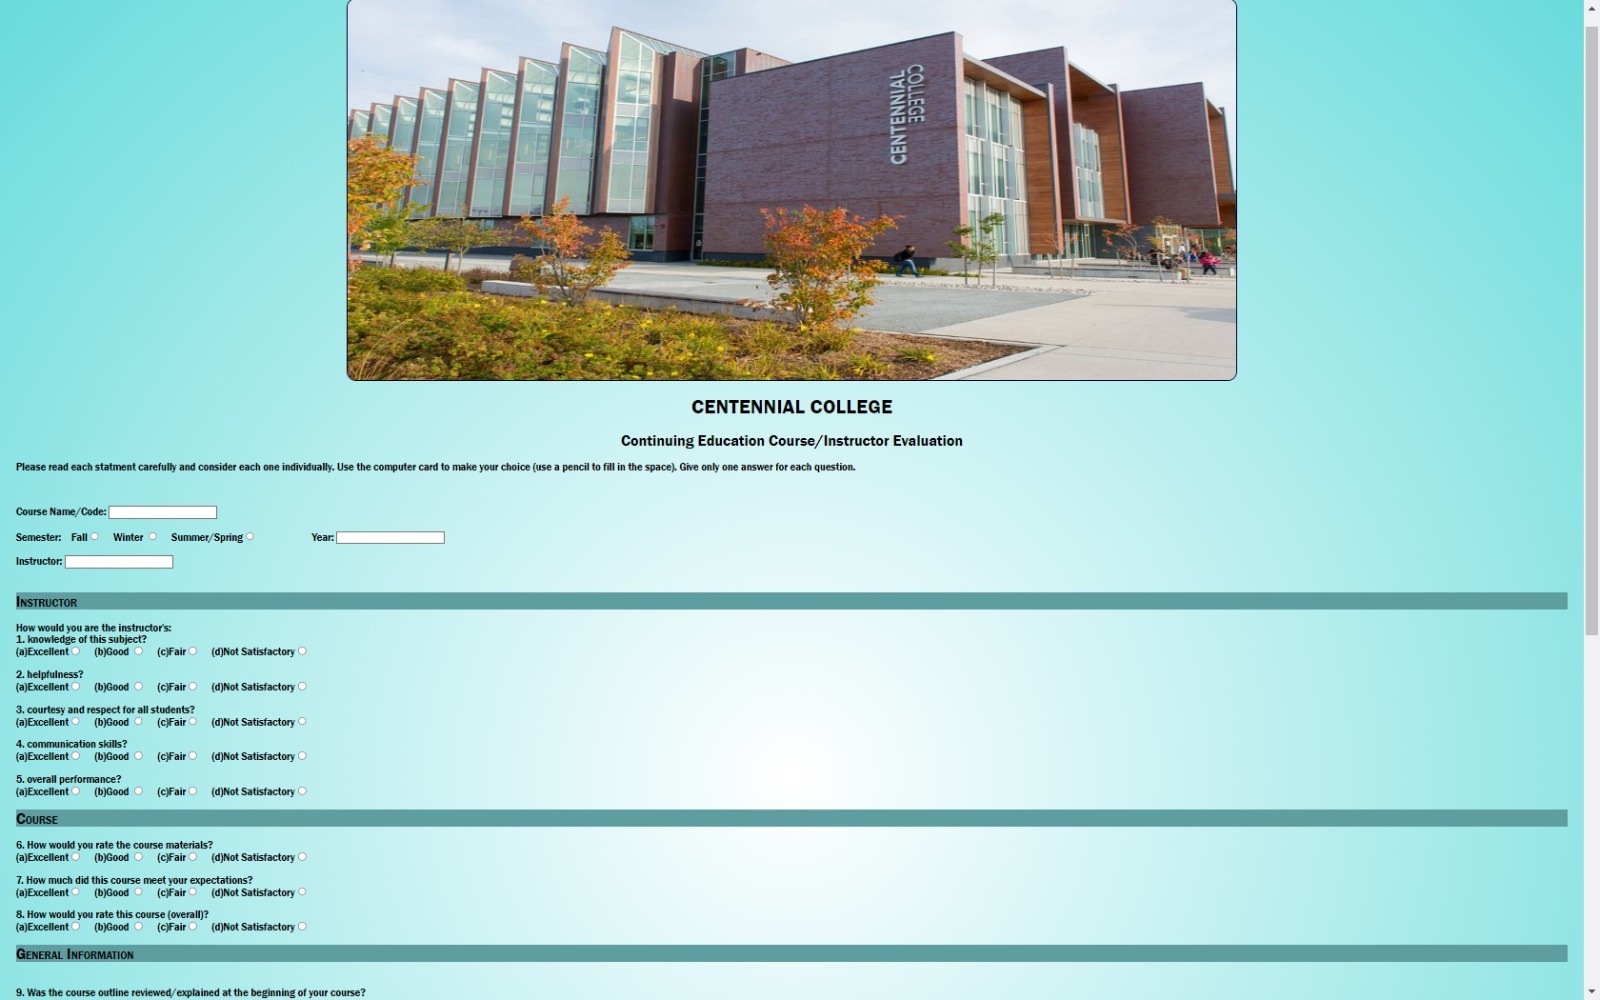 CENTENNIAL
COLLEGE
CENTENNIAL COLLEGE
Continuing Education Course/Instructor Evaluation
Please read each statment carefully and consider each one individually. Use the computer card to make your choice (use a pencil to fill in the space). Give only one answer for each question.
Course Name/Code:
Semester: Fall Winter Summer/Spring Year:
Instructor:
Instructor
How would you are the instructor's:
1. knowledge of this subject?
(a)Excellent (b)Good (c)Fair (d)Not Satisfactory
2. helpfulness?
(a)Excellent (b)Good (c)Fair (d)Not Satisfactory
3. courtesy and respect for all students?
(a)Excellent (b)Good (c)Fair (d)Not Satisfactory
4. communication skills?
(a)Excellent (b)Good (c)Fair (d)Not Satisfactory
5. overall performance?
(a)Excellent (b)Good (c)Fair (d)Not Satisfactory
Course
6. How would you rate the course materials?
(a)Excellent (b)Good (c)Fair (d)Not Satisfactory
7. How much did this course meet your expectations?
(a)Excellent (b)Good (c)Fair (d)Not Satisfactory
8. How would you rate this course (overall)?
(a)Excellent (b)Good (c)Fair (d)Not Satisfactory
General Information
9. Was the course outline reviewed/explained at the beginning of your course?